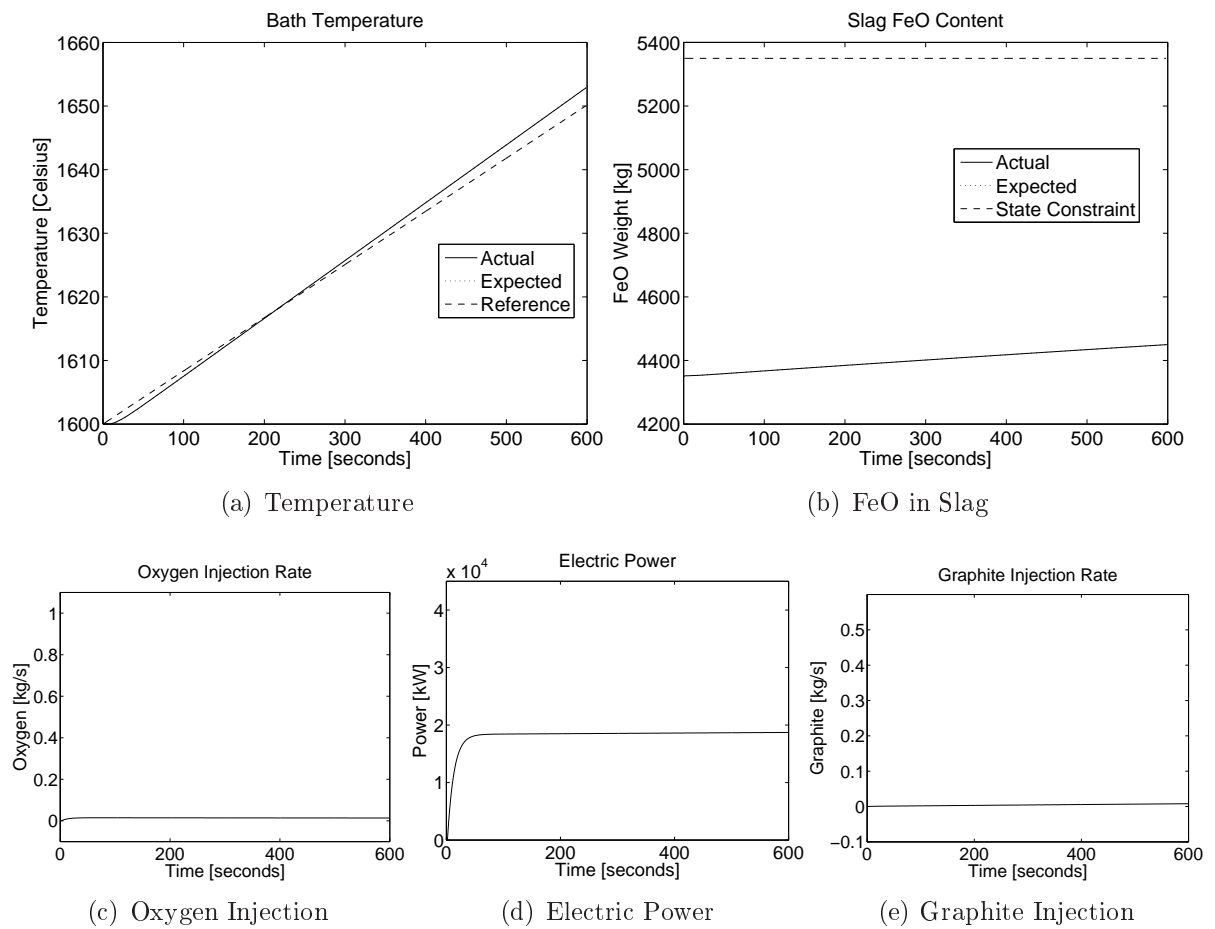 Bath Temperature
1660
1650
1640
1630
1620
1610
1600
Temperature [Celsius]
Actual
Expected
Reference
0 100 200 300 400 500 600
Time [seconds]
(a) Temperature
Slag FeO Content
5400
5200
5000
4800
4600
4400
4200
FeO Weight [kg]
Actual
Expected
State Constraint
0 100 200 300 400 500 600
Time [seconds]
(b) FeO in Slag
Oxygen Injection Rate
1
0.8
0.6
0.4
0.2
0
Oxygen [kg/s]
0 200 400 600
Time [seconds]
(c) Oxygen Injection
Electric Power
x 10^4
4
3
2
1
0
Power [kW]
0 200 400 600
Time [seconds]
(d) Electric Power
Graphite Injection Rate
0.5
0.4
0.3
0.2
0.1
0
−0.1
Graphite [kg/s]
0 200 400 600
Time [seconds]
(e) Graphite Injection